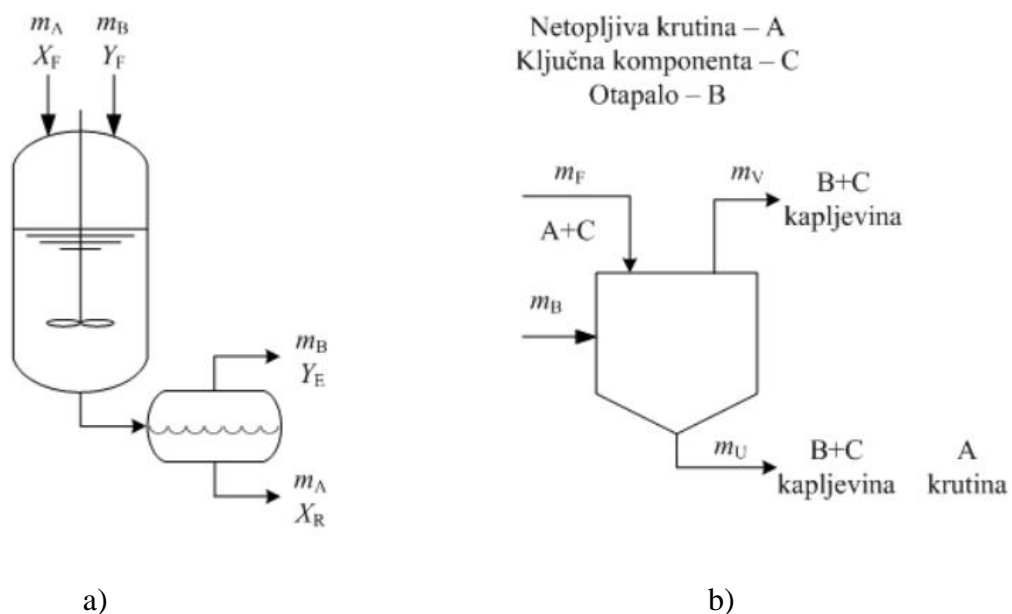 m_A m_B
X_F Y_F
m_B
Y_E
m_A
X_R
a)
Netopljiva krutina – A
Ključna komponenta – C
Otapalo – B
m_F
A+C
m_B
m_V
B+C
kapljevina
m_U
B+C A
kapljevina krutina
b)